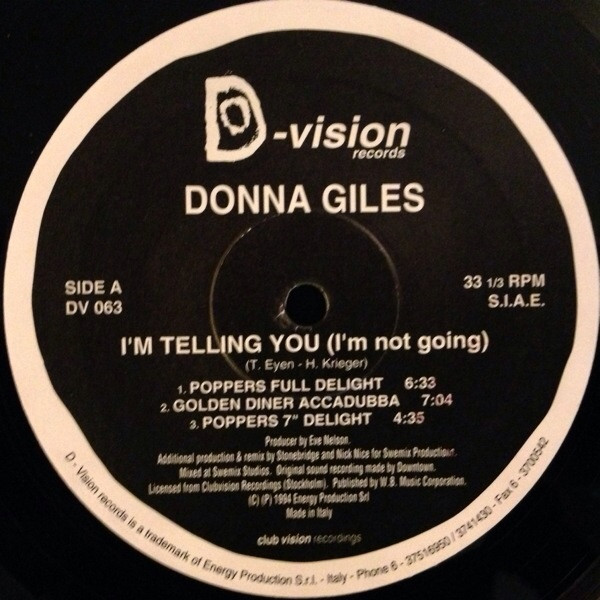 D-vision
records
DONNA GILES
SIDE A
DV 063
33 1/3 RPM
S.I.A.E.
I'M TELLING YOU (I'm not going)
(T. Eyen - H. Krieger)
1. POPPERS FULL DELIGHT 6:33
2. GOLDEN DINER ACCADUBBA 7:04
3. POPPERS 7" DELIGHT 4:35
Producer by Eve Nelson.
Additional production & remix by Stonebridge and Nick Nice for Swemix Production.
Mixed at Swemix Studios. Original sound recording made by Downtown.
Licensed from Clubvision Recordings (Stockholm). Published by W.B. Music Corporation.
(C) (P) 1994 Energy Production Srl
Made in Italy
club vision recordings
D - Vision records is a trademark of Energy Production S.r.l. - Italy - Phone 6 - 37516950 / 3741430 - Fax 6 - 3700542